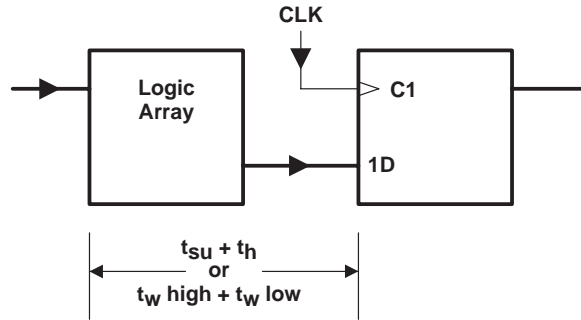 CLK
Logic
Array
C1
1D
tsu + th
or
tw high + tw low